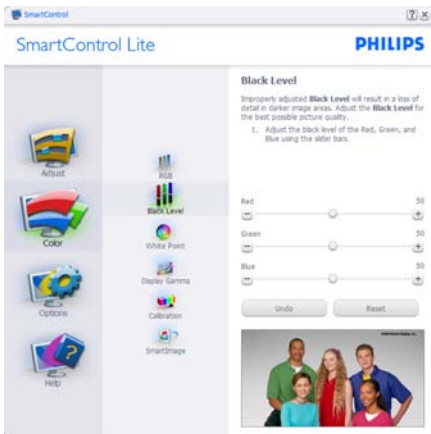 SmartControl
SmartControl Lite
PHILIPS
Adjust
Color
Options
Help
RGB
Black Level
White Point
Display Gamma
Calibration
SmartImage
Black Level
Improperly adjusted Black Level will result in a loss of
detail in darker image areas. Adjust the Black Level for
the best possible picture quality.
1. Adjust the black level of the Red, Green, and
Blue using the slider bars.
Red 50
Green 50
Blue 50
Undo Reset